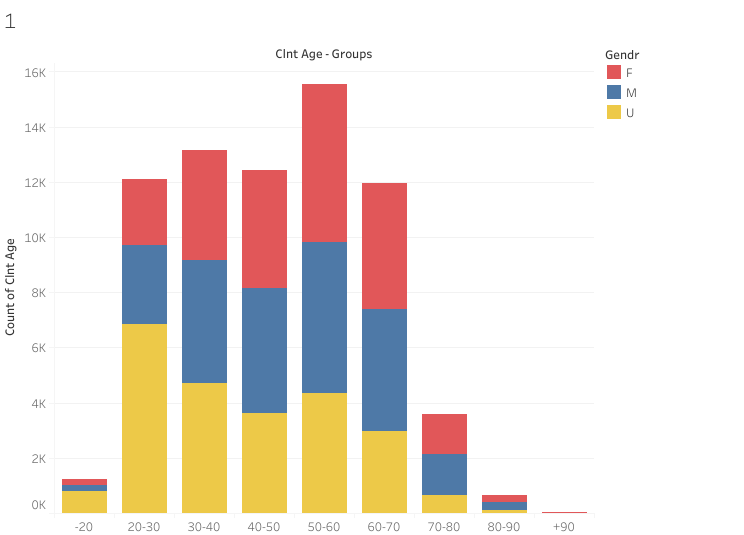 1
Clnt Age - Groups
Gendr
F
M
U
16K
14K
12K
10K
8K
6K
4K
2K
0K
Count of Clnt Age
-20 20-30 30-40 40-50 50-60 60-70 70-80 80-90 +90